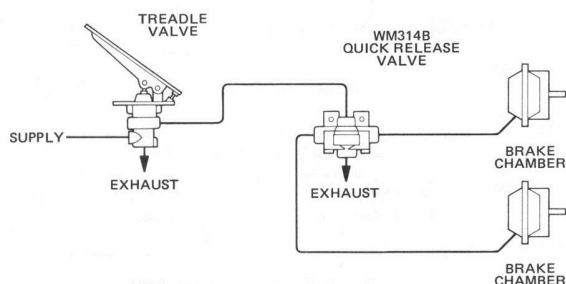 TREADLE
VALVE
WM314B
QUICK RELEASE
VALVE
SUPPLY
EXHAUST
EXHAUST
BRAKE
CHAMBER
BRAKE
CHAMBER